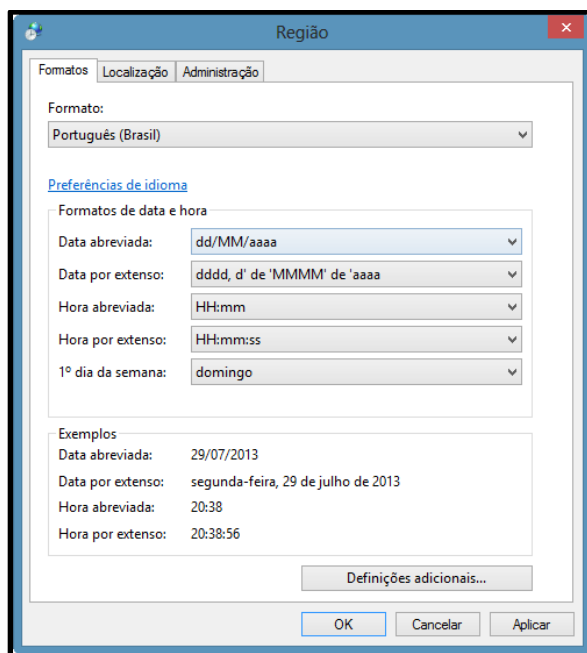 Região
Formatos Localização Administração
Formato:
Português (Brasil)
Preferências de idioma
Formatos de data e hora
Data abreviada: dd/MM/aaaa
Data por extenso: dddd, d' de 'MMMM' de 'aaaa
Hora abreviada: HH:mm
Hora por extenso: HH:mm:ss
1º dia da semana: domingo
Exemplos
Data abreviada: 29/07/2013
Data por extenso: segunda-feira, 29 de julho de 2013
Hora abreviada: 20:38
Hora por extenso: 20:38:56
Definições adicionais...
OK Cancelar Aplicar